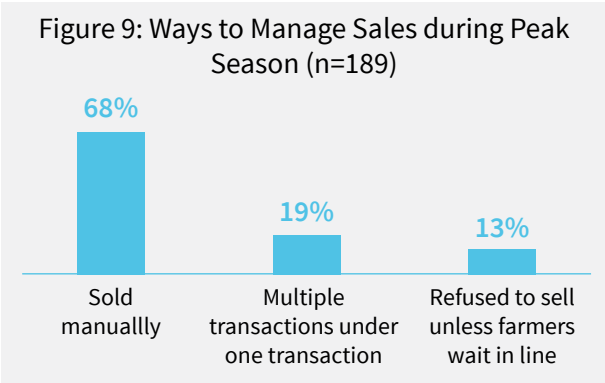 Figure 9: Ways to Manage Sales during Peak
Season (n=189)
68%
19%
13%
Sold
manuallly
Multiple
transactions under
one transaction
Refused to sell
unless farmers
wait in line